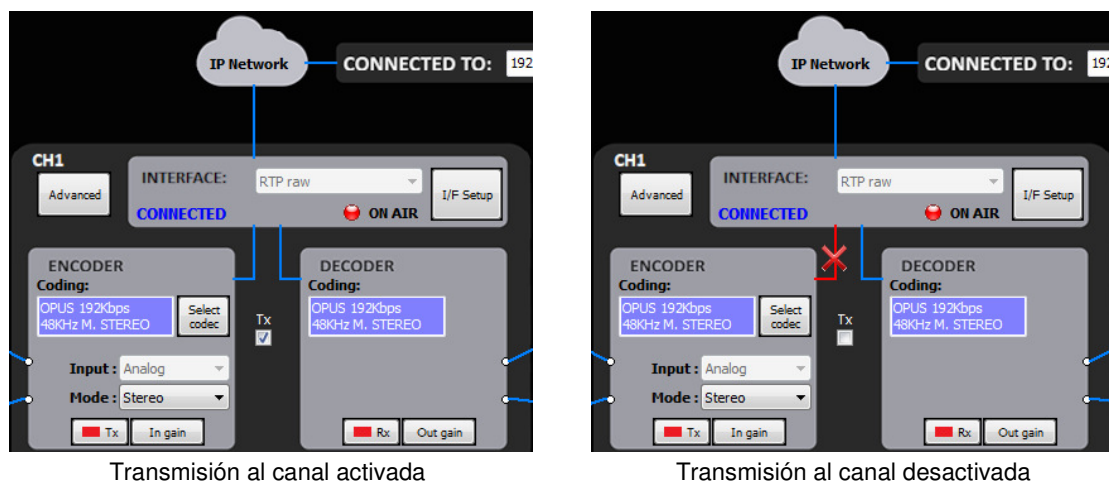 IP Network
CONNECTED TO:
192
CH1
Advanced
INTERFACE:
RTP raw
I/F Setup
CONNECTED
ON AIR
ENCODER
Coding:
OPUS 192Kbps
48KHz M. STEREO
Select
codec
Tx
Input :
Analog
Mode :
Stereo
Tx
In gain
DECODER
Coding:
OPUS 192Kbps
48KHz M. STEREO
Rx
Out gain
Transmisión al canal activada
IP Network
CONNECTED TO:
192
CH1
Advanced
INTERFACE:
RTP raw
I/F Setup
CONNECTED
ON AIR
ENCODER
Coding:
OPUS 192Kbps
48KHz M. STEREO
Select
codec
Tx
Input :
Analog
Mode :
Stereo
Tx
In gain
DECODER
Coding:
OPUS 192Kbps
48KHz M. STEREO
Rx
Out gain
Transmisión al canal desactivada